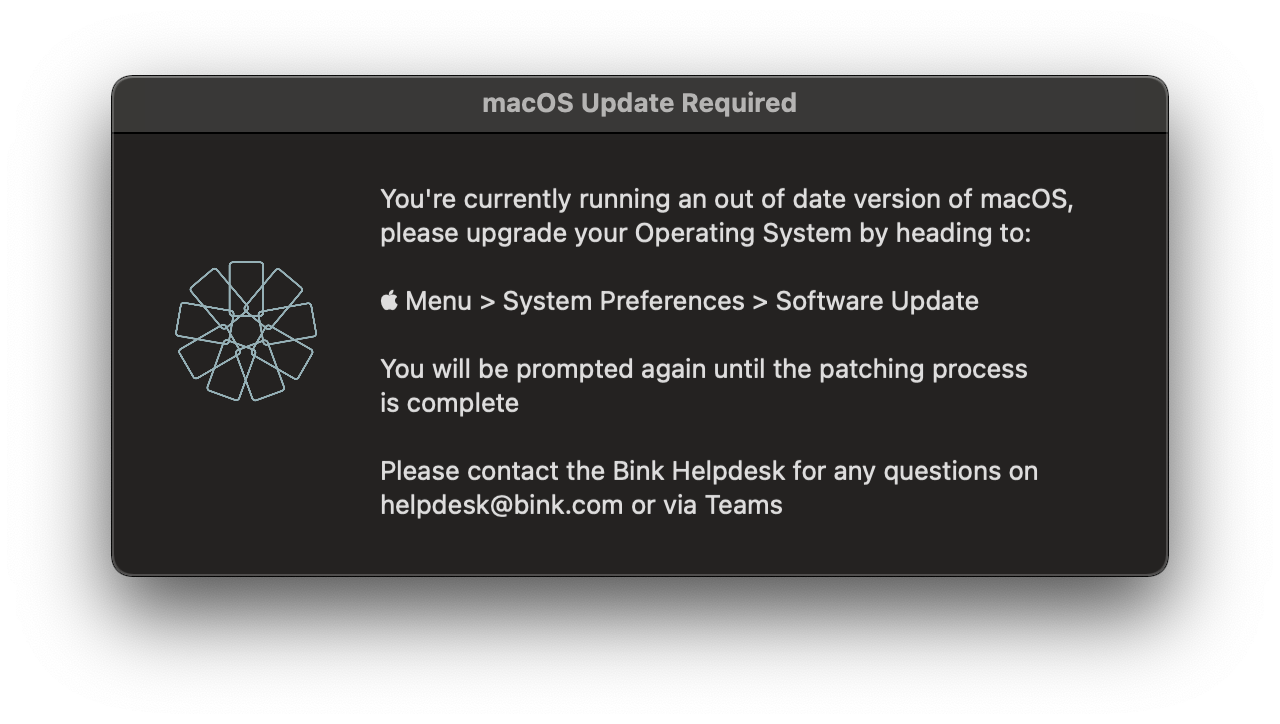 macOS Update Required
You're currently running an out of date version of macOS,
please upgrade your Operating System by heading to:
 Menu > System Preferences > Software Update
You will be prompted again until the patching process
is complete
Please contact the Bink Helpdesk for any questions on
helpdesk@bink.com or via Teams